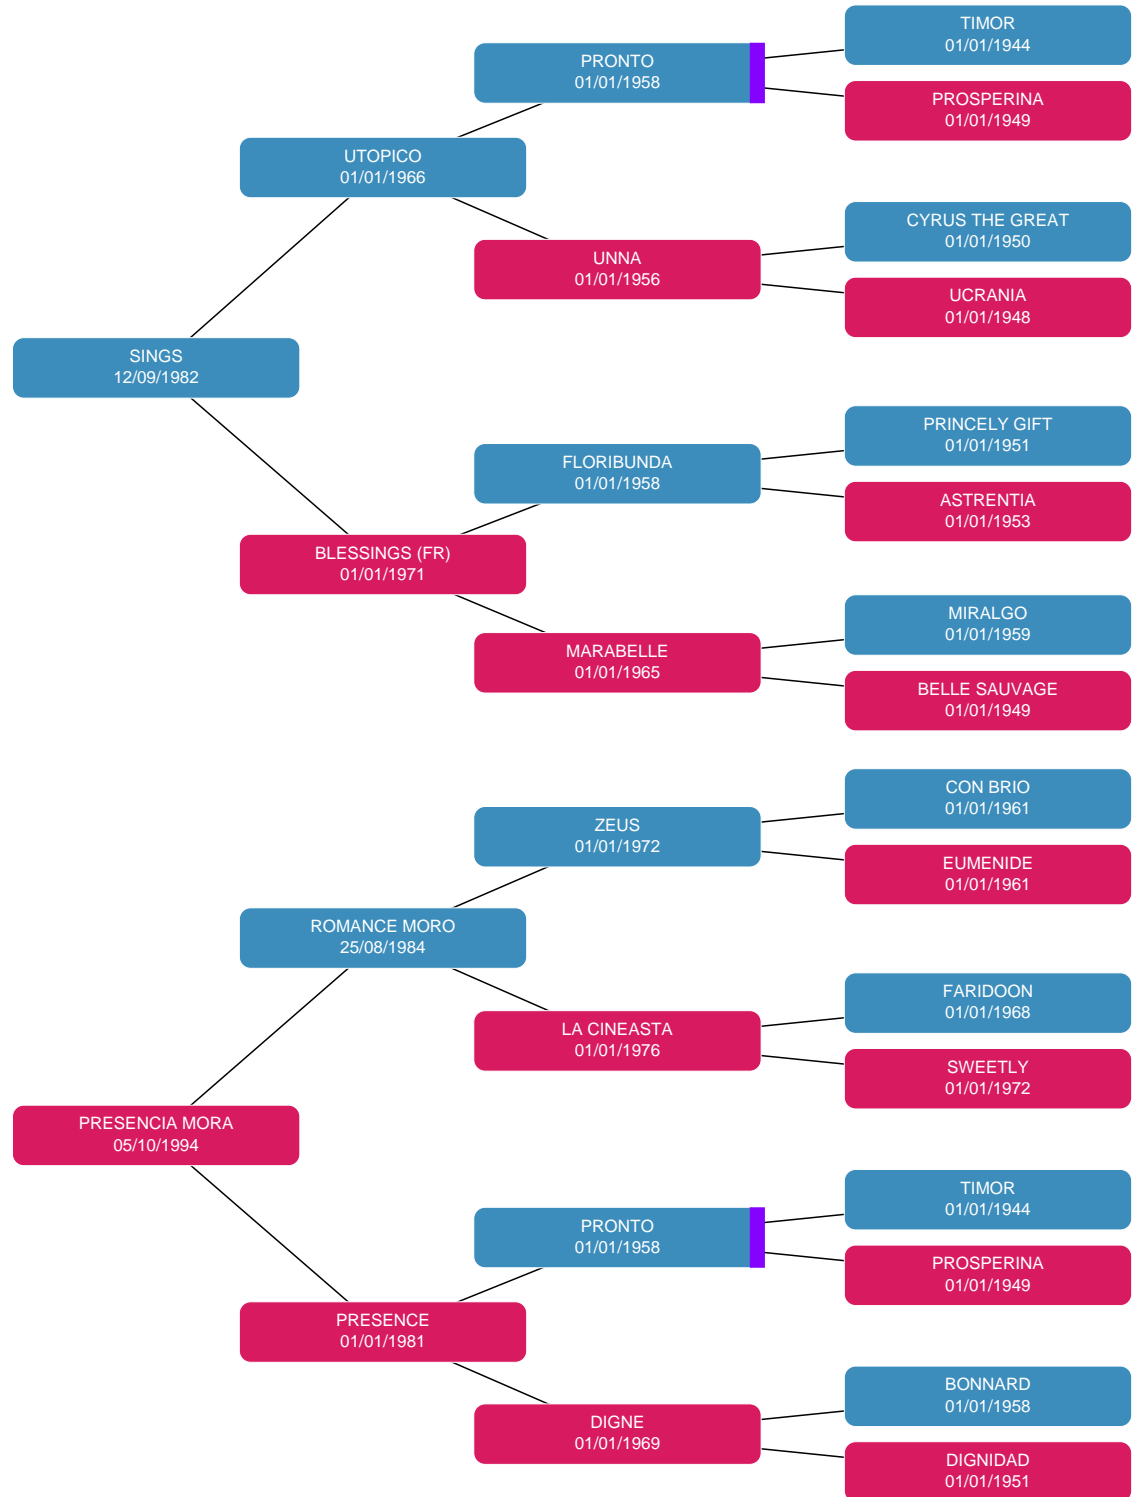 TIMOR
01/01/1944
PRONTO
01/01/1958
PROSPERINA
01/01/1949
UTOPICO
01/01/1966
CYRUS THE GREAT
01/01/1950
UNNA
01/01/1956
UCRANIA
01/01/1948
SINGS
12/09/1982
PRINCELY GIFT
01/01/1951
FLORIBUNDA
01/01/1958
ASTRENTIA
01/01/1953
BLESSINGS (FR)
01/01/1971
MIRALGO
01/01/1959
MARABELLE
01/01/1965
BELLE SAUVAGE
01/01/1949
CON BRIO
01/01/1961
ZEUS
01/01/1972
EUMENIDE
01/01/1961
ROMANCE MORO
25/08/1984
FARIDOON
01/01/1968
LA CINEASTA
01/01/1976
SWEETLY
01/01/1972
PRESENCIA MORA
05/10/1994
TIMOR
01/01/1944
PRONTO
01/01/1958
PROSPERINA
01/01/1949
PRESENCE
01/01/1981
BONNARD
01/01/1958
DIGNE
01/01/1969
DIGNIDAD
01/01/1951